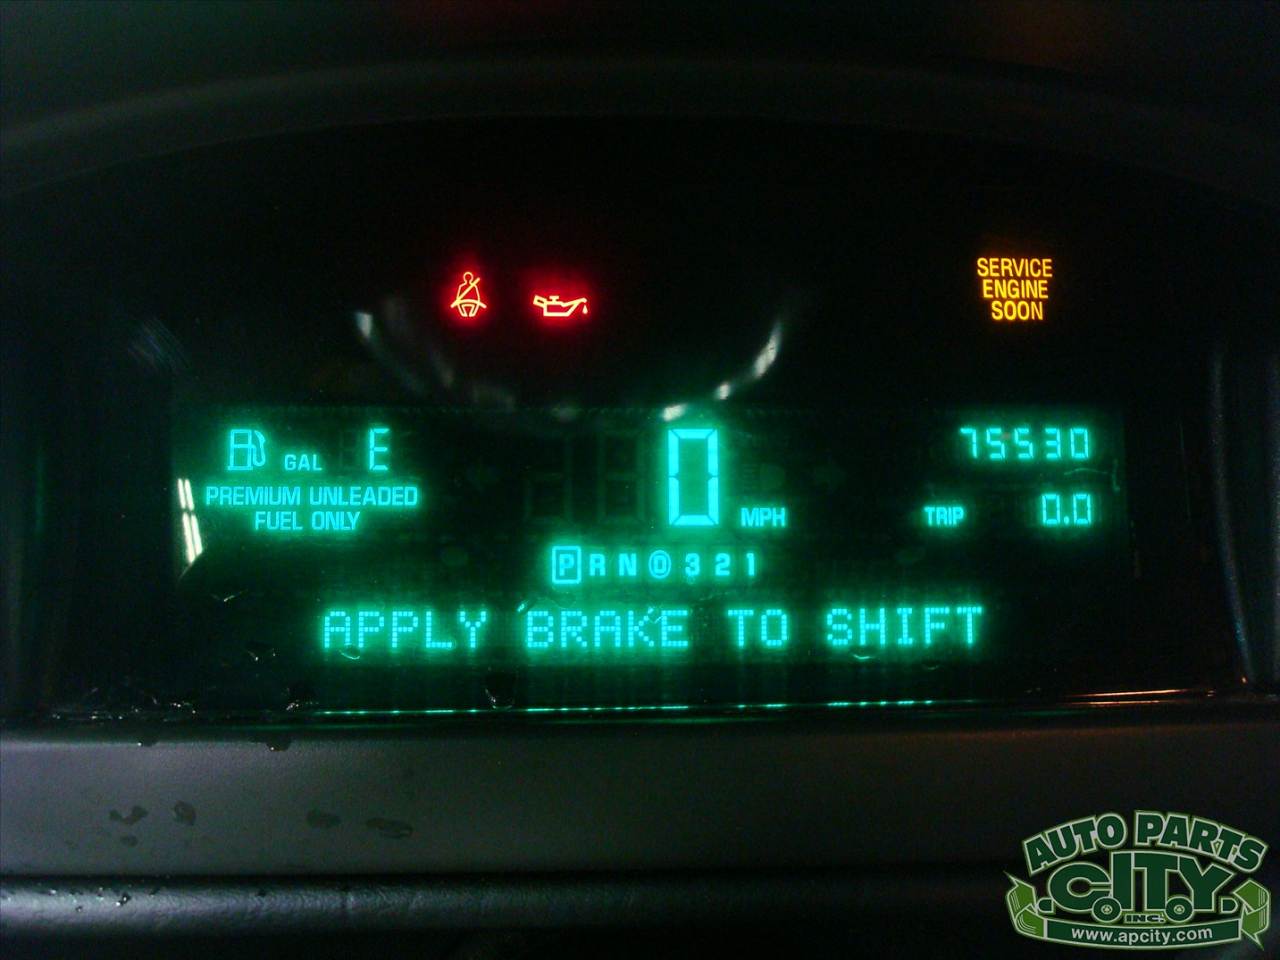 SERVICE
ENGINE
SOON
GAL E
PREMIUM UNLEADED
FUEL ONLY
0 MPH
75530
TRIP 0.0
P R N D 3 2 1
APPLY BRAKE TO SHIFT
AUTO PARTS
CITY
INC.
www.apcity.com